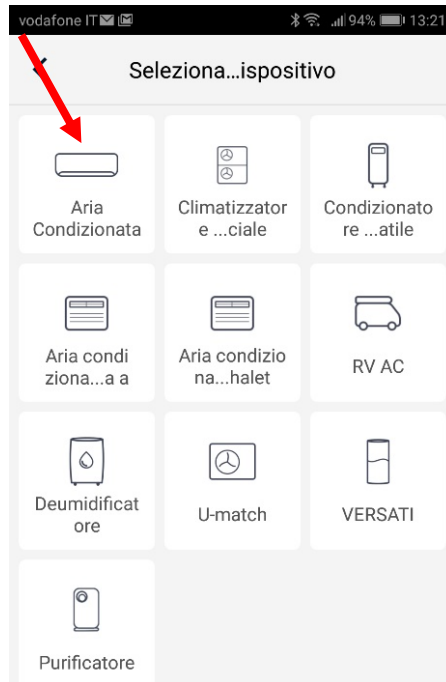 vodafone IT 94% 13:21
Seleziona...ispositivo
Aria
Condizionata
Climatizzator
e ...ciale
Condizionato
re ...atile
Aria condi
ziona...a a
Aria condizio
na...halet
RV AC
Deumidificat
ore
U-match
VERSATI
Purificatore